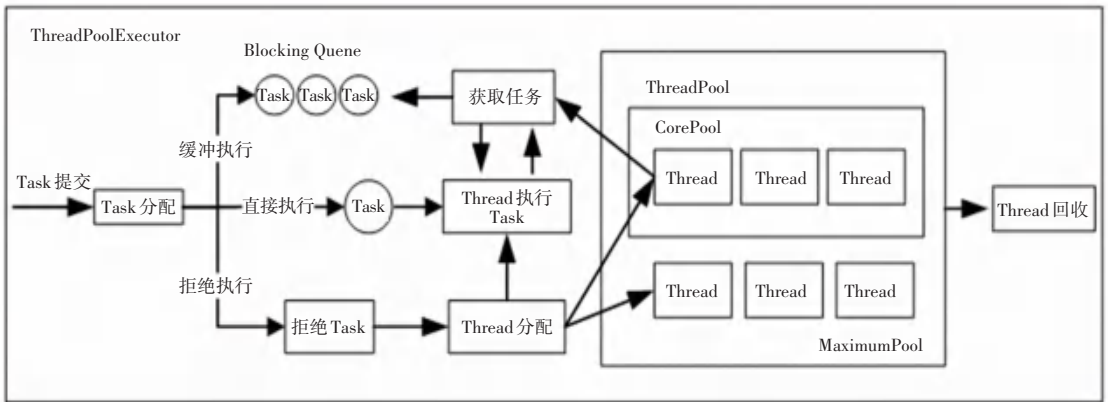 ThreadPoolExecutor
Blocking Quene
Task Task Task
获取任务
ThreadPool
CorePool
Thread Thread Thread
缓冲执行
Task 提交
Task 分配
直接执行
Task
Thread 执行
Task
Thread 回收
拒绝执行
拒绝 Task
Thread 分配
Thread Thread Thread
MaximumPool